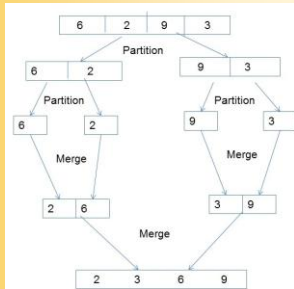 6 2 9 3
Partition
6 2 9 3
Partition Partition
6 2 9 3
Merge Merge
2 6 3 9
Merge
2 3 6 9